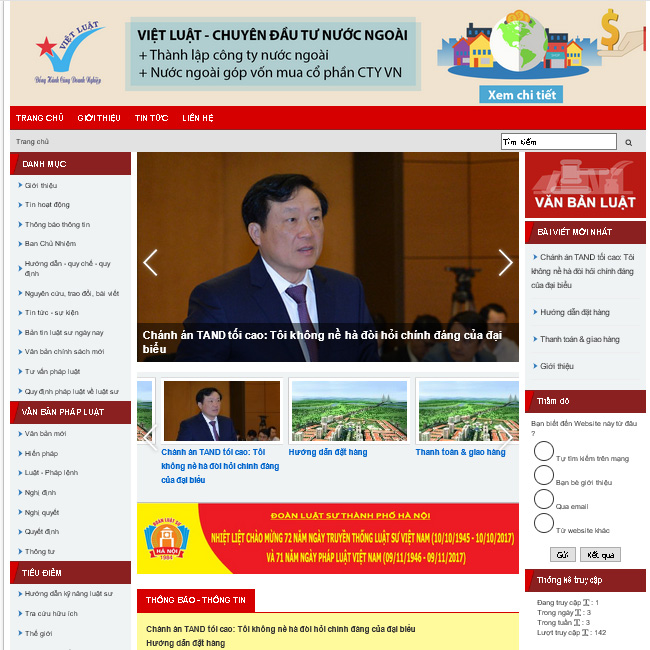 VIỆT LUẬT
Đồng Hành Cùng Doanh Nghiệp
VIỆT LUẬT - CHUYÊN ĐẦU TƯ NƯỚC NGOÀI
+ Thành lập công ty nước ngoài
+ Nước ngoài góp vốn mua cổ phần CTY VN
Xem chi tiết
TRANG CHỦ GIỚI THIỆU TIN TỨC LIÊN HỆ
Trang chủ
Tìm kiếm
DANH MỤC
Giới thiệu
Tin hoạt động
Thông báo thông tin
Ban Chủ Nhiệm
Hướng dẫn - quy chế - quy
định
Nguyên cứu, trao đổi, bài viết
Tin tức - sự kiện
Bản tin luật sư ngày nay
Văn bản chính sách mới
Tư vấn pháp luật
Quy định pháp luật về luật sư
VĂN BẢN PHÁP LUẬT
Văn bản mới
Hiến pháp
Luật - Pháp lệnh
Nghị định
Nghị quyết
Quyết định
Thông tư
TIÊU ĐIỂM
Hướng dẫn kỹ năng luật sư
Tra cứu hữu ích
Thế giới
Chánh án TAND tối cao: Tôi không nề hà đòi hỏi chính đáng của đại
biểu
Chánh án TAND tối cao: Tôi
không nề hà đòi hỏi chính đáng
của đại biểu
Hướng dẫn đặt hàng
Thanh toán & giao hàng
ĐOÀN LUẬT SƯ
HÀ NỘI
1984
ĐOÀN LUẬT SƯ THÀNH PHỐ HÀ NỘI
NHIỆT LIỆT CHÀO MỪNG 72 NĂM NGÀY TRUYỀN THỐNG LUẬT SƯ VIỆT NAM (10/10/1945 - 10/10/2017)
VÀ 71 NĂM NGÀY PHÁP LUẬT VIỆT NAM (09/11/1946 - 09/11/2017)
THÔNG BÁO - THÔNG TIN
Chánh án TAND tối cao: Tôi không nề hà đòi hỏi chính đáng của đại biểu
Hướng dẫn đặt hàng
VĂN BẢN LUẬT
BÀI VIẾT MỚI NHẤT
Chánh án TAND tối cao: Tôi
không nề hà đòi hỏi chính đáng
của đại biểu
Hướng dẫn đặt hàng
Thanh toán & giao hàng
Giới thiệu
Thăm dò
Bạn biết đến Website này từ đâu
?
Tự tìm kiếm trên mạng
Bạn bè giới thiệu
Qua email
Từ website khác
Gửi Kết quả
Thống kê truy cập
Đang truy cập : 1
Trong ngày : 3
Trong tuần : 3
Lượt truy cập : 142